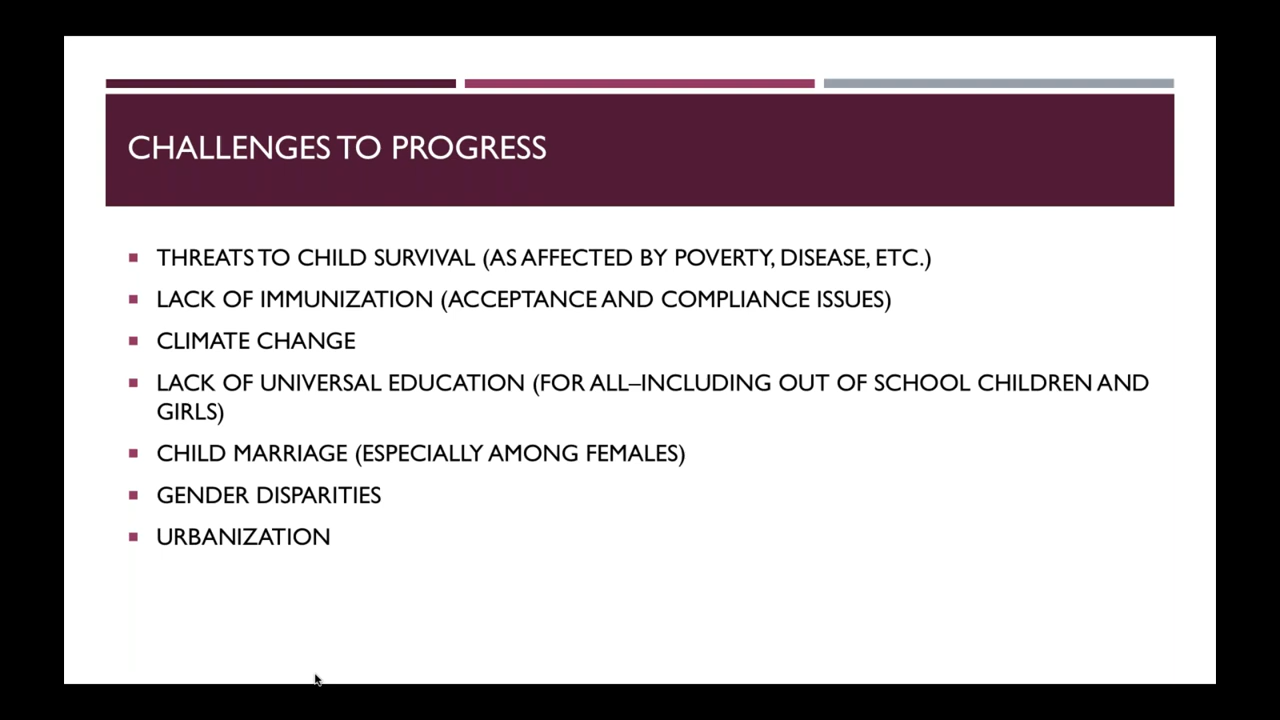 CHALLENGES TO PROGRESS
▪ THREATS TO CHILD SURVIVAL (AS AFFECTED BY POVERTY, DISEASE, ETC.)
▪ LACK OF IMMUNIZATION (ACCEPTANCE AND COMPLIANCE ISSUES)
▪ CLIMATE CHANGE
▪ LACK OF UNIVERSAL EDUCATION (FOR ALL–INCLUDING OUT OF SCHOOL CHILDREN AND
GIRLS)
▪ CHILD MARRIAGE (ESPECIALLY AMONG FEMALES)
▪ GENDER DISPARITIES
▪ URBANIZATION